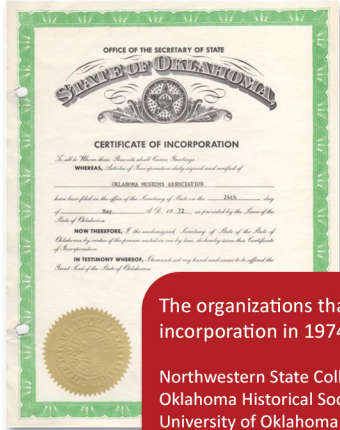 OFFICE OF THE SECRETARY OF STATE
STATE OF OKLAHOMA
CERTIFICATE OF INCORPORATION
To all to Whom these Presents shall Come, Greetings:
WHEREAS, Articles of Incorporation duly signed and verified of
OKLAHOMA MUSEUMS ASSOCIATION
have been filed in the office of the Secretary of State on the 24th day
of May A.D. 19 72, as provided by the Laws of the
State of Oklahoma.
NOW THEREFORE, I the undersigned, Secretary of State of the State of
Oklahoma by virtue of the powers vested in me by law, do hereby issue this Certificate
of Incorporation.
IN TESTIMONY WHEREOF, I hereunto set my hand and cause to be affixed the
Great Seal of the State of Oklahoma.
The organizations tha
incorporation in 1974
Northwestern State Coll
Oklahoma Historical Soc
University of Oklahoma